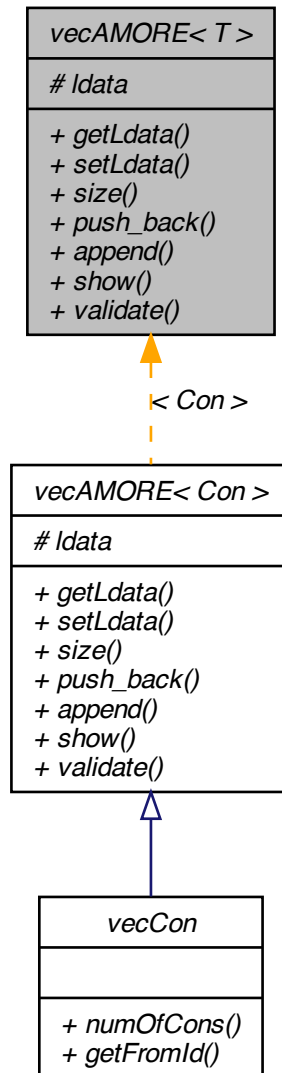 vecAMORE< T >
# ldata
+ getLdata()
+ setLdata()
+ size()
+ push_back()
+ append()
+ show()
+ validate()
< Con >
vecAMORE< Con >
# ldata
+ getLdata()
+ setLdata()
+ size()
+ push_back()
+ append()
+ show()
+ validate()
vecCon
+ numOfCons()
+ getFromId()